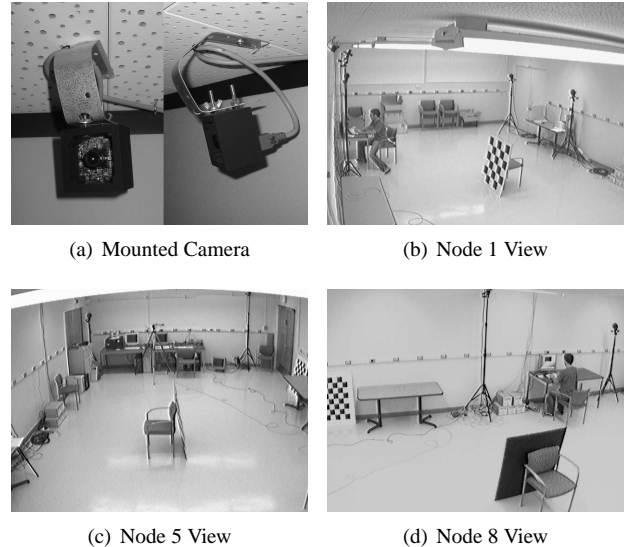 (a) Mounted Camera
(b) Node 1 View
(c) Node 5 View
(d) Node 8 View